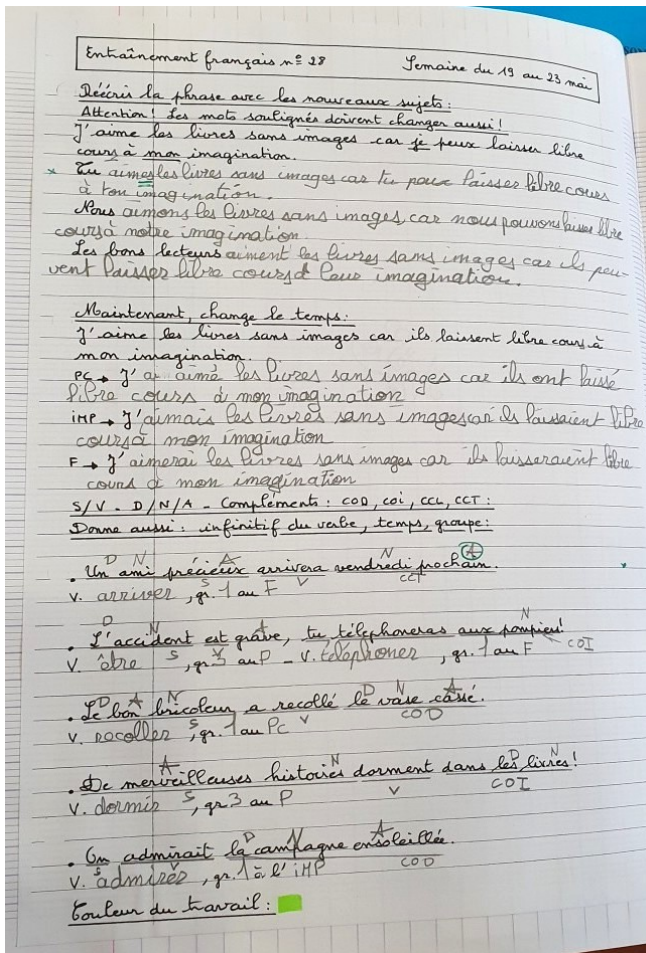 Entraînement français n° 28 Semaine du 19 au 23 mai
Réécris la phrase avec les nouveaux sujets :
Attention ! Les mots soulignés doivent changer aussi !
J'aime les livres sans images car je peux laisser libre
cours à mon imagination.
x Tu aimes les livres sans images car tu peux laisser libre cours
à ton imagination.
Nous aimons les livres sans images car nous pouvons laisser libre
cours à notre imagination.
Les bons lecteurs aiment les livres sans images car ils peu-
vent laisser libre cours à leur imagination.
Maintenant, change le temps :
J'aime les livres sans images car ils laissent libre cours à
mon imagination.
PC → J'ai aimé les livres sans images car ils ont laissé
libre cours à mon imagination
iMP → J'aimais les livres sans images car ils laissaient libre
cours à mon imagination
F → J'aimerai les livres sans images car ils laisseraient libre
cours à mon imagination
S/V - D/N/A - Compléments : COD, coi, CCL, CCT :
Donne aussi : infinitif du verbe, temps, groupe :
D N A N A
. Un ami précieux arrivera vendredi prochain.
S V CCT
v. arriver, gr. 1 au F
D N A N
. L'accident est grave, tu téléphoneras aux pompiers!
S V COI
v. être, gr 3 au P - v. téléphoner, gr. 1 au F
D A N D N A
. Le bon bricoleur a recollé le vase cassé.
S V COD
v. recoller, gr. 1 au Pc
A N D N
. De merveilleuses histoires dorment dans les livres !
S V COI
v. dormir, gr 3 au P
D N A
. On admirait la campagne ensoleillée.
S V COD
v. admirer, gr. 1 à l'iMP
Couleur du travail :